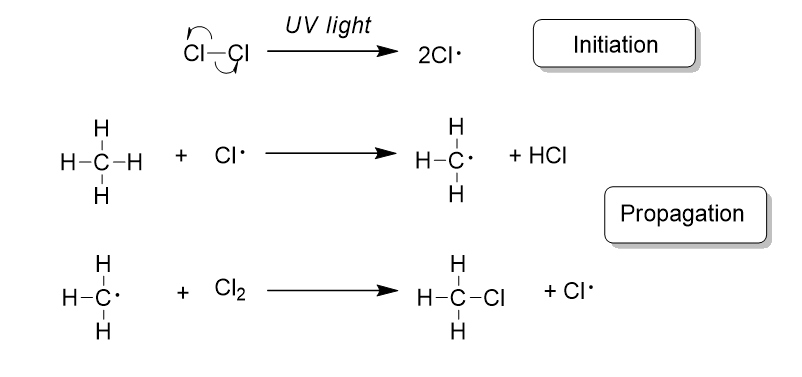 UV light
Cl–Cl 2Cl• Initiation
H H
H–C–H + Cl• H–C• + HCl
H H
Propagation
H H
H–C• + Cl₂ H–C–Cl + Cl•
H H